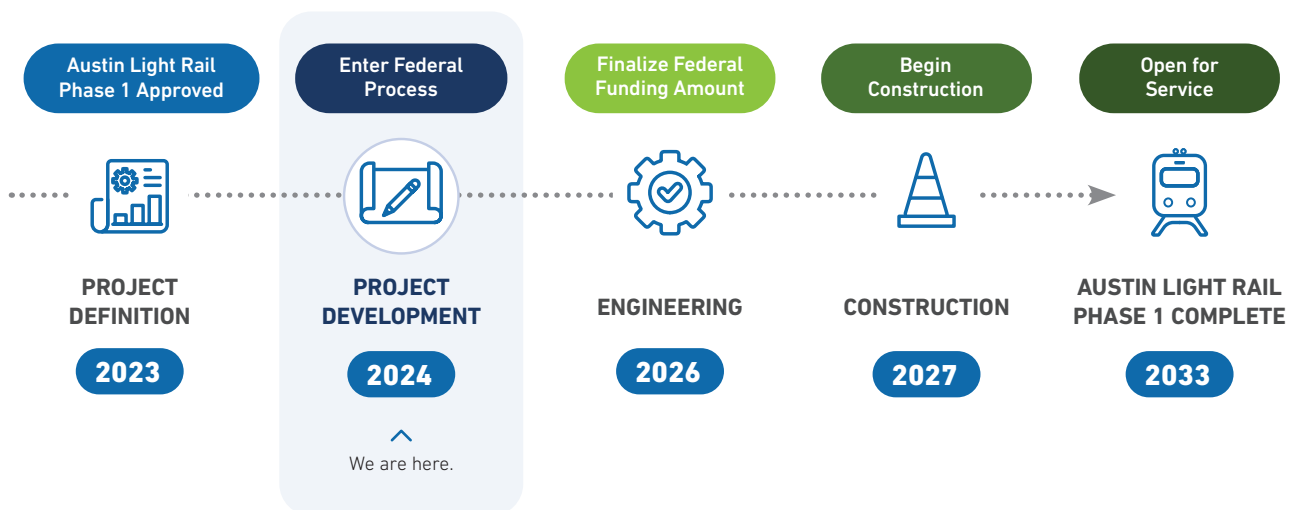 Austin Light Rail
Phase 1 Approved
Enter Federal
Process
Finalize Federal
Funding Amount
Begin
Construction
Open for
Service
PROJECT
DEFINITION
PROJECT
DEVELOPMENT
ENGINEERING
CONSTRUCTION
AUSTIN LIGHT RAIL
PHASE 1 COMPLETE
2023
2024
2026
2027
2033
We are here.